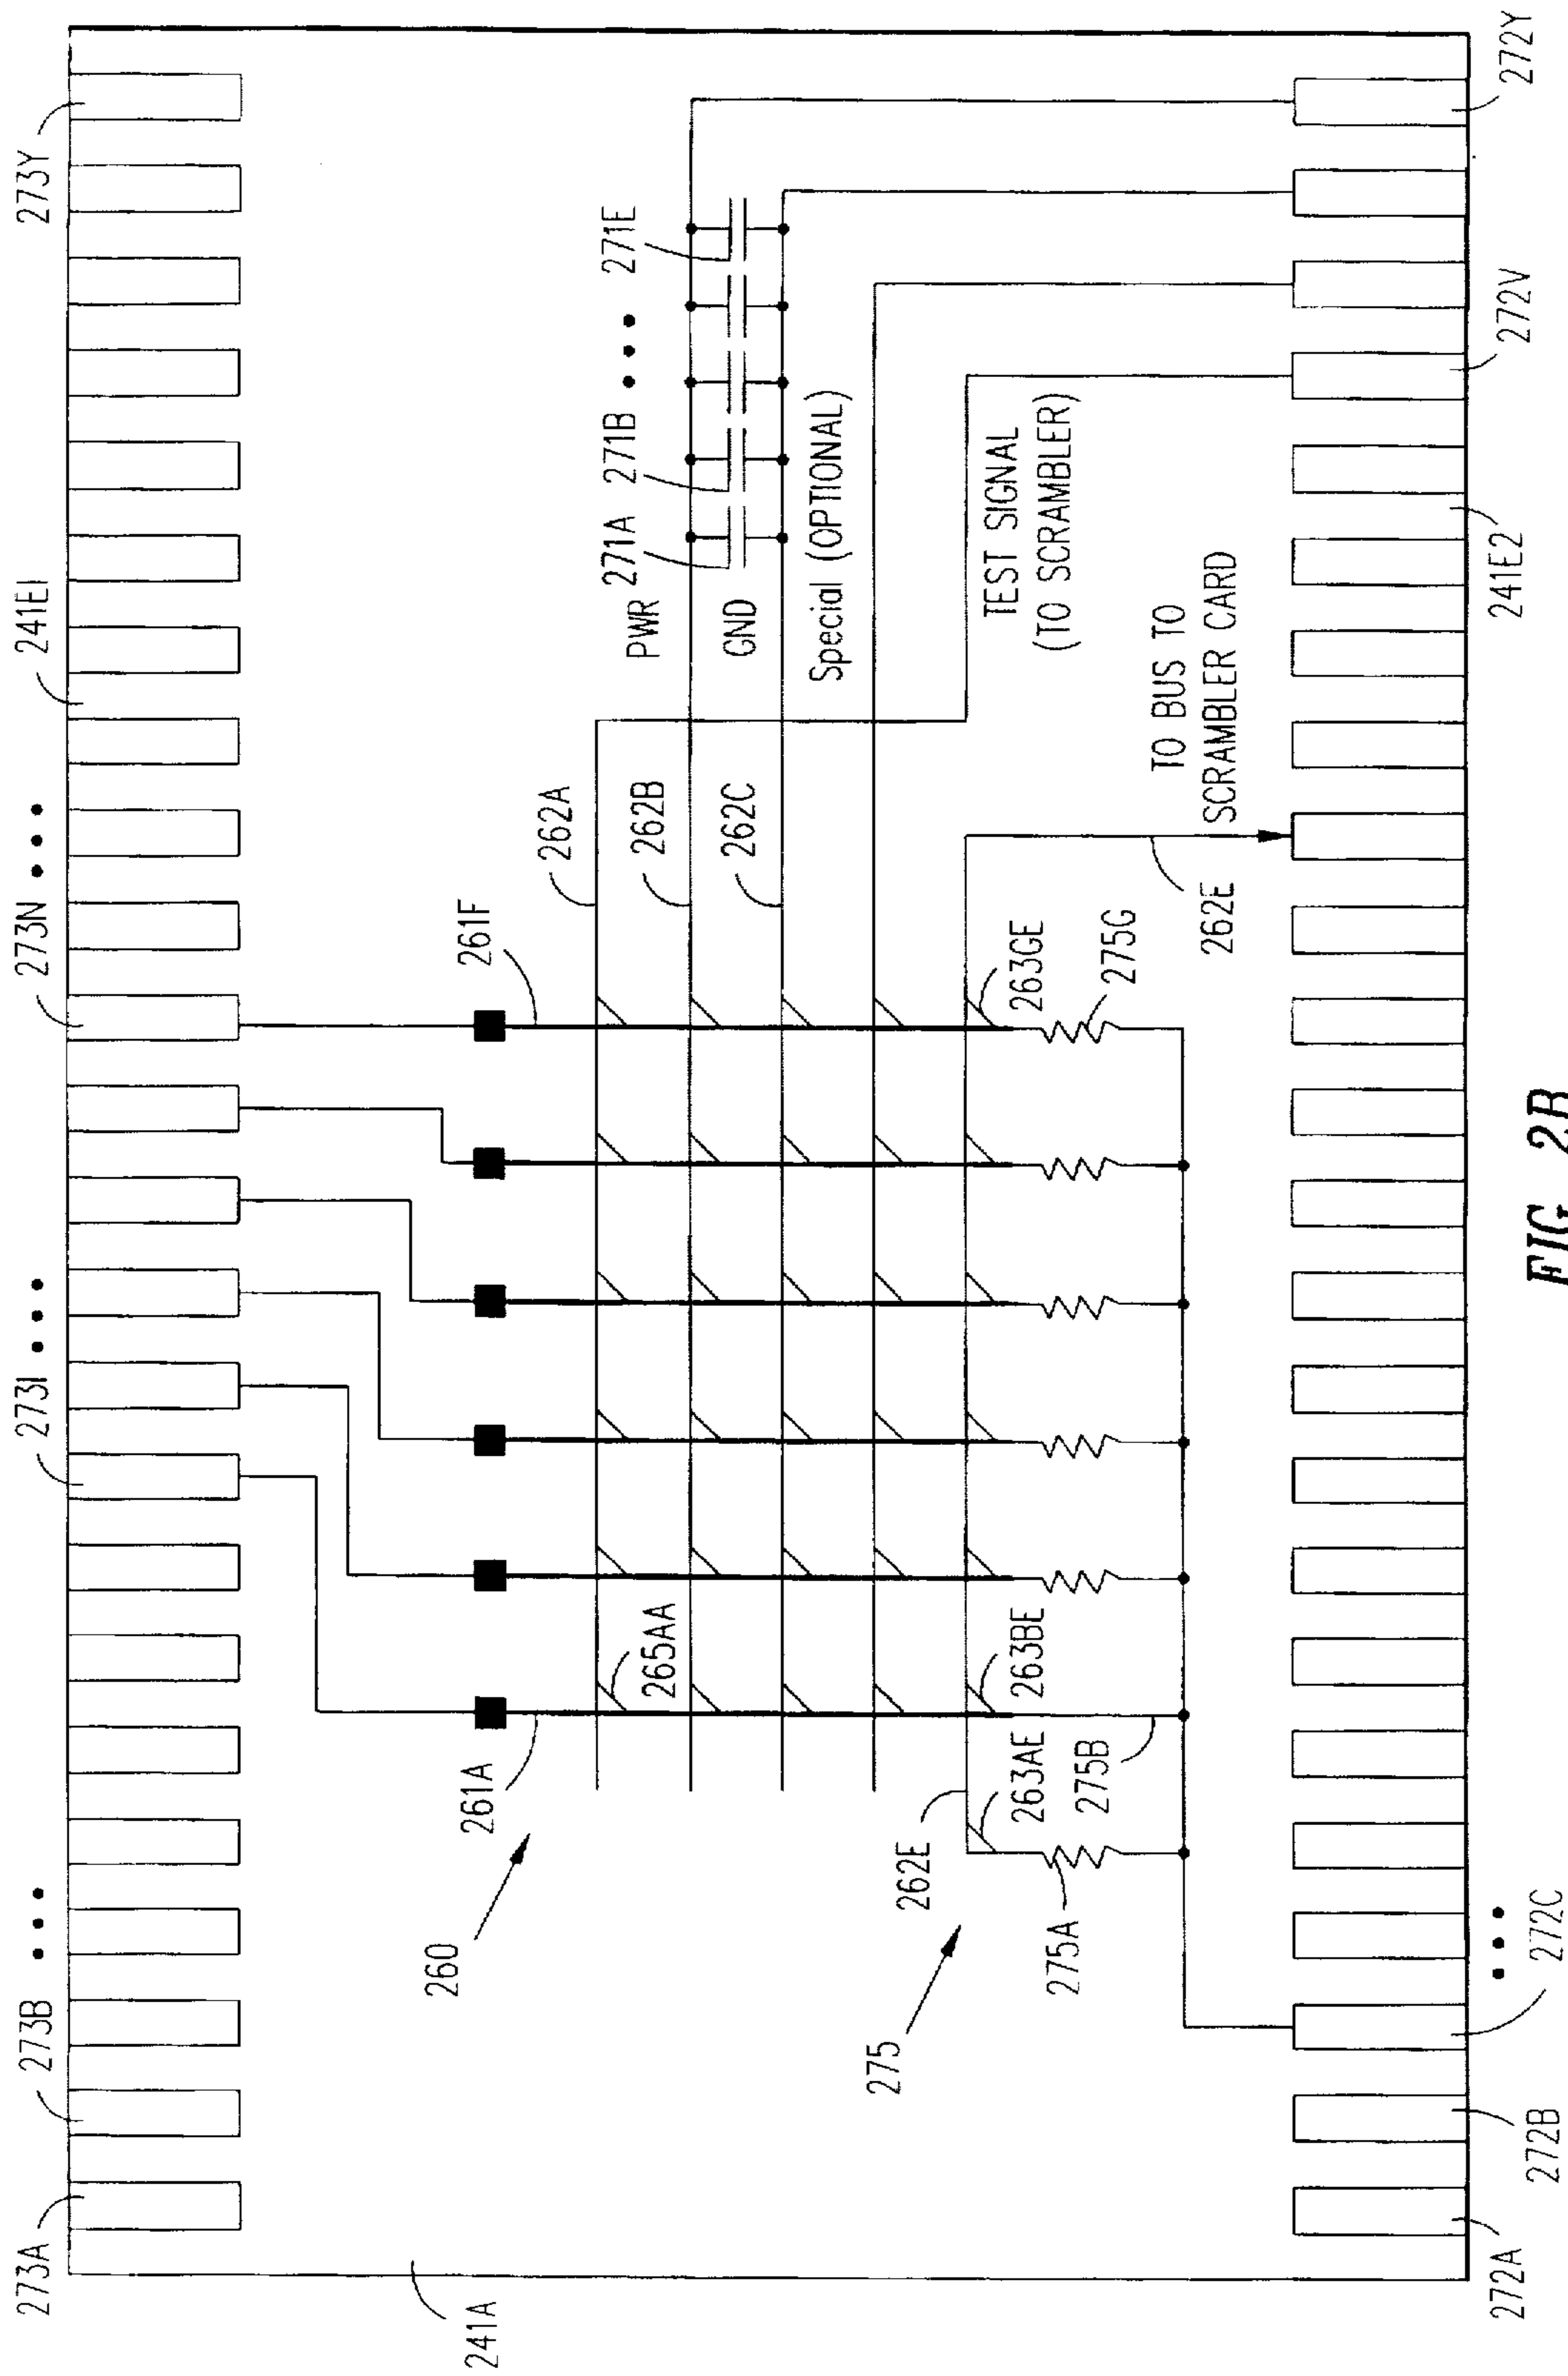 273A
273B
273I
273N
241E1
273Y
241A
260
261A
265AA
261F
262A
262B
262C
PWR
GND
271A
271B
271E
Special (OPTIONAL)
TEST SIGNAL
(TO SCRAMBLER)
275
262E
263AE
263BE
263GE
275A
275B
275G
262E
TO BUS TO
SCRAMBLER CARD
272A
272B
272C
241E2
272V
272Y
FIG. 2B